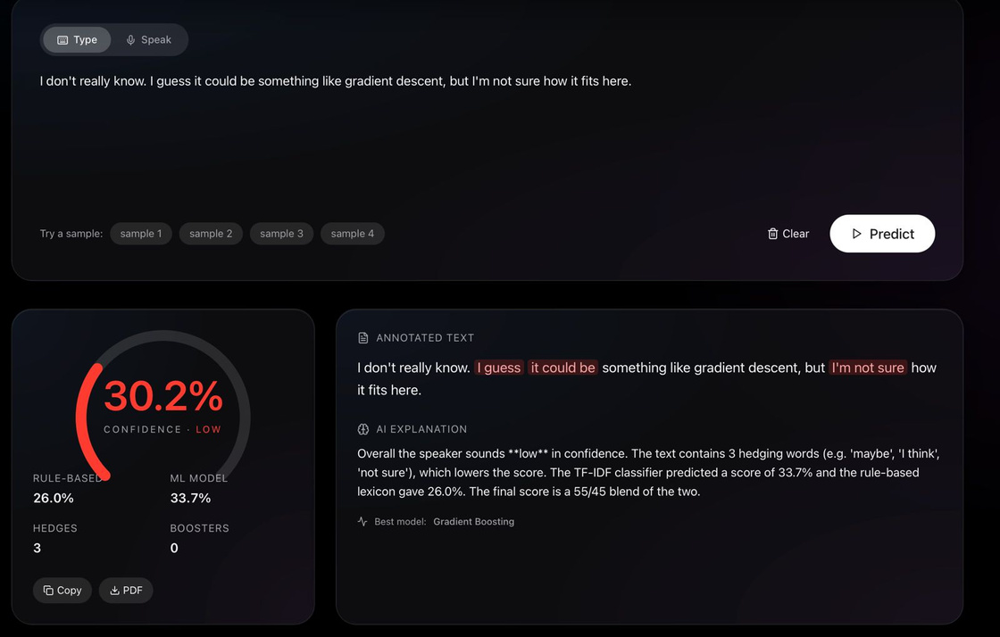 Type
Speak
I don't really know. I guess it could be something like gradient descent, but I'm not sure how it fits here.
Try a sample:
sample 1
sample 2
sample 3
sample 4
Clear
Predict
30.2%
CONFIDENCE · LOW
RULE-BASED
ML MODEL
26.0%
33.7%
HEDGES
BOOSTERS
3
0
Copy
PDF
ANNOTATED TEXT
I don't really know. I guess it could be something like gradient descent, but I'm not sure how
it fits here.
AI EXPLANATION
Overall the speaker sounds **low** in confidence. The text contains 3 hedging words (e.g. 'maybe', 'I think',
'not sure'), which lowers the score. The TF-IDF classifier predicted a score of 33.7% and the rule-based
lexicon gave 26.0%. The final score is a 55/45 blend of the two.
Best model: Gradient Boosting